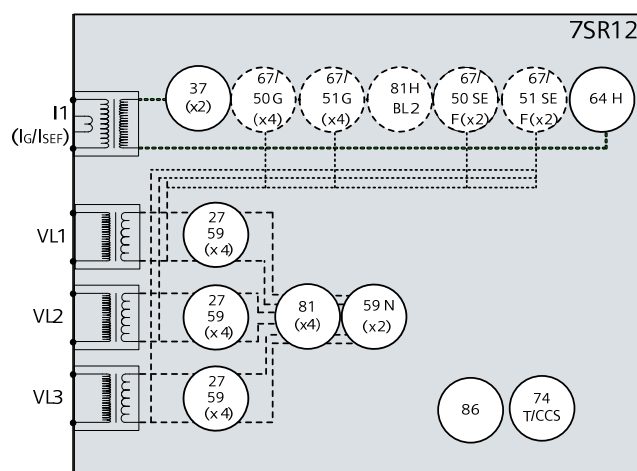 7SR12
I1
(IG/ISEF)
37
(x2)
67/
50 G
(x4)
67/
51G
(x4)
81H
BL2
67/
50 SE
F(x2)
67/
51 SE
F(x2)
64 H
VL1
27
59
(x4)
VL2
27
59
(x4)
81
(x4)
59 N
(x2)
VL3
27
59
(x4)
86
74
T/CCS